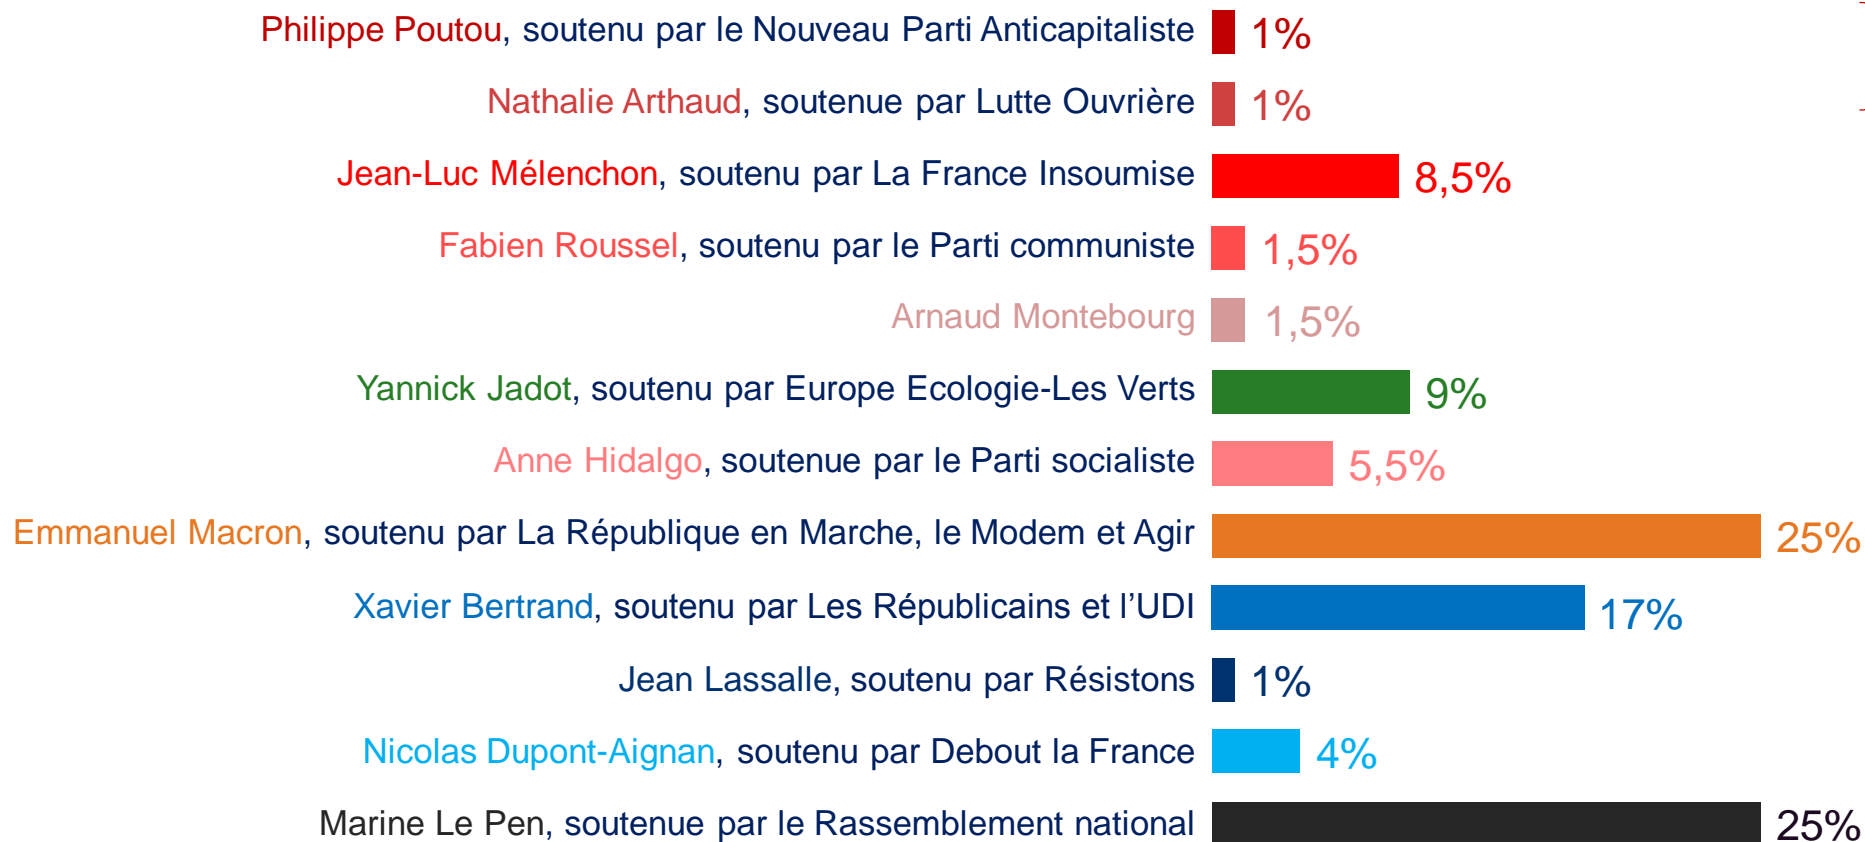 Philippe Poutou, soutenu par le Nouveau Parti Anticapitaliste 1%
Nathalie Arthaud, soutenue par Lutte Ouvrière 1%
Jean-Luc Mélenchon, soutenu par La France Insoumise 8,5%
Fabien Roussel, soutenu par le Parti communiste 1,5%
Arnaud Montebourg 1,5%
Yannick Jadot, soutenu par Europe Ecologie-Les Verts 9%
Anne Hidalgo, soutenue par le Parti socialiste 5,5%
Emmanuel Macron, soutenu par La République en Marche, le Modem et Agir 25%
Xavier Bertrand, soutenu par Les Républicains et l’UDI 17%
Jean Lassalle, soutenu par Résistons 1%
Nicolas Dupont-Aignan, soutenu par Debout la France 4%
Marine Le Pen, soutenue par le Rassemblement national 25%